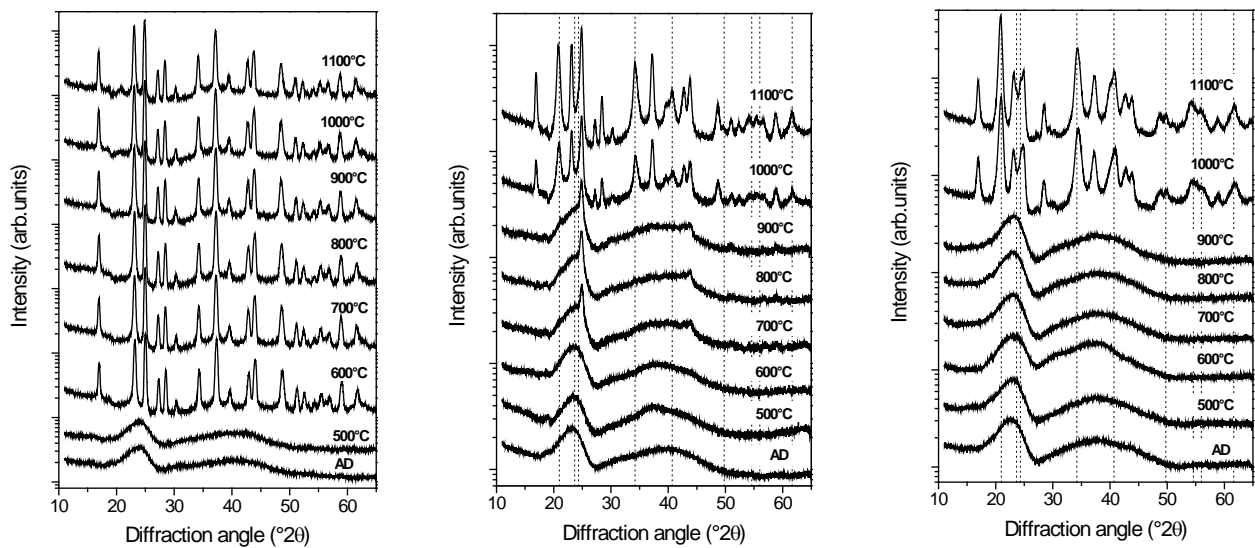 Intensity (arb.units)
1100°C
1000°C
900°C
800°C
700°C
600°C
500°C
AD
10 20 30 40 50 60
Diffraction angle (°2θ)
Intensity (arb.units)
1100°C
1000°C
900°C
800°C
700°C
600°C
500°C
AD
10 20 30 40 50 60
Diffraction angle (°2θ)
Intensity (arb.units)
1100°C
1000°C
900°C
800°C
700°C
600°C
500°C
AD
10 20 30 40 50 60
Diffraction angle (°2θ)